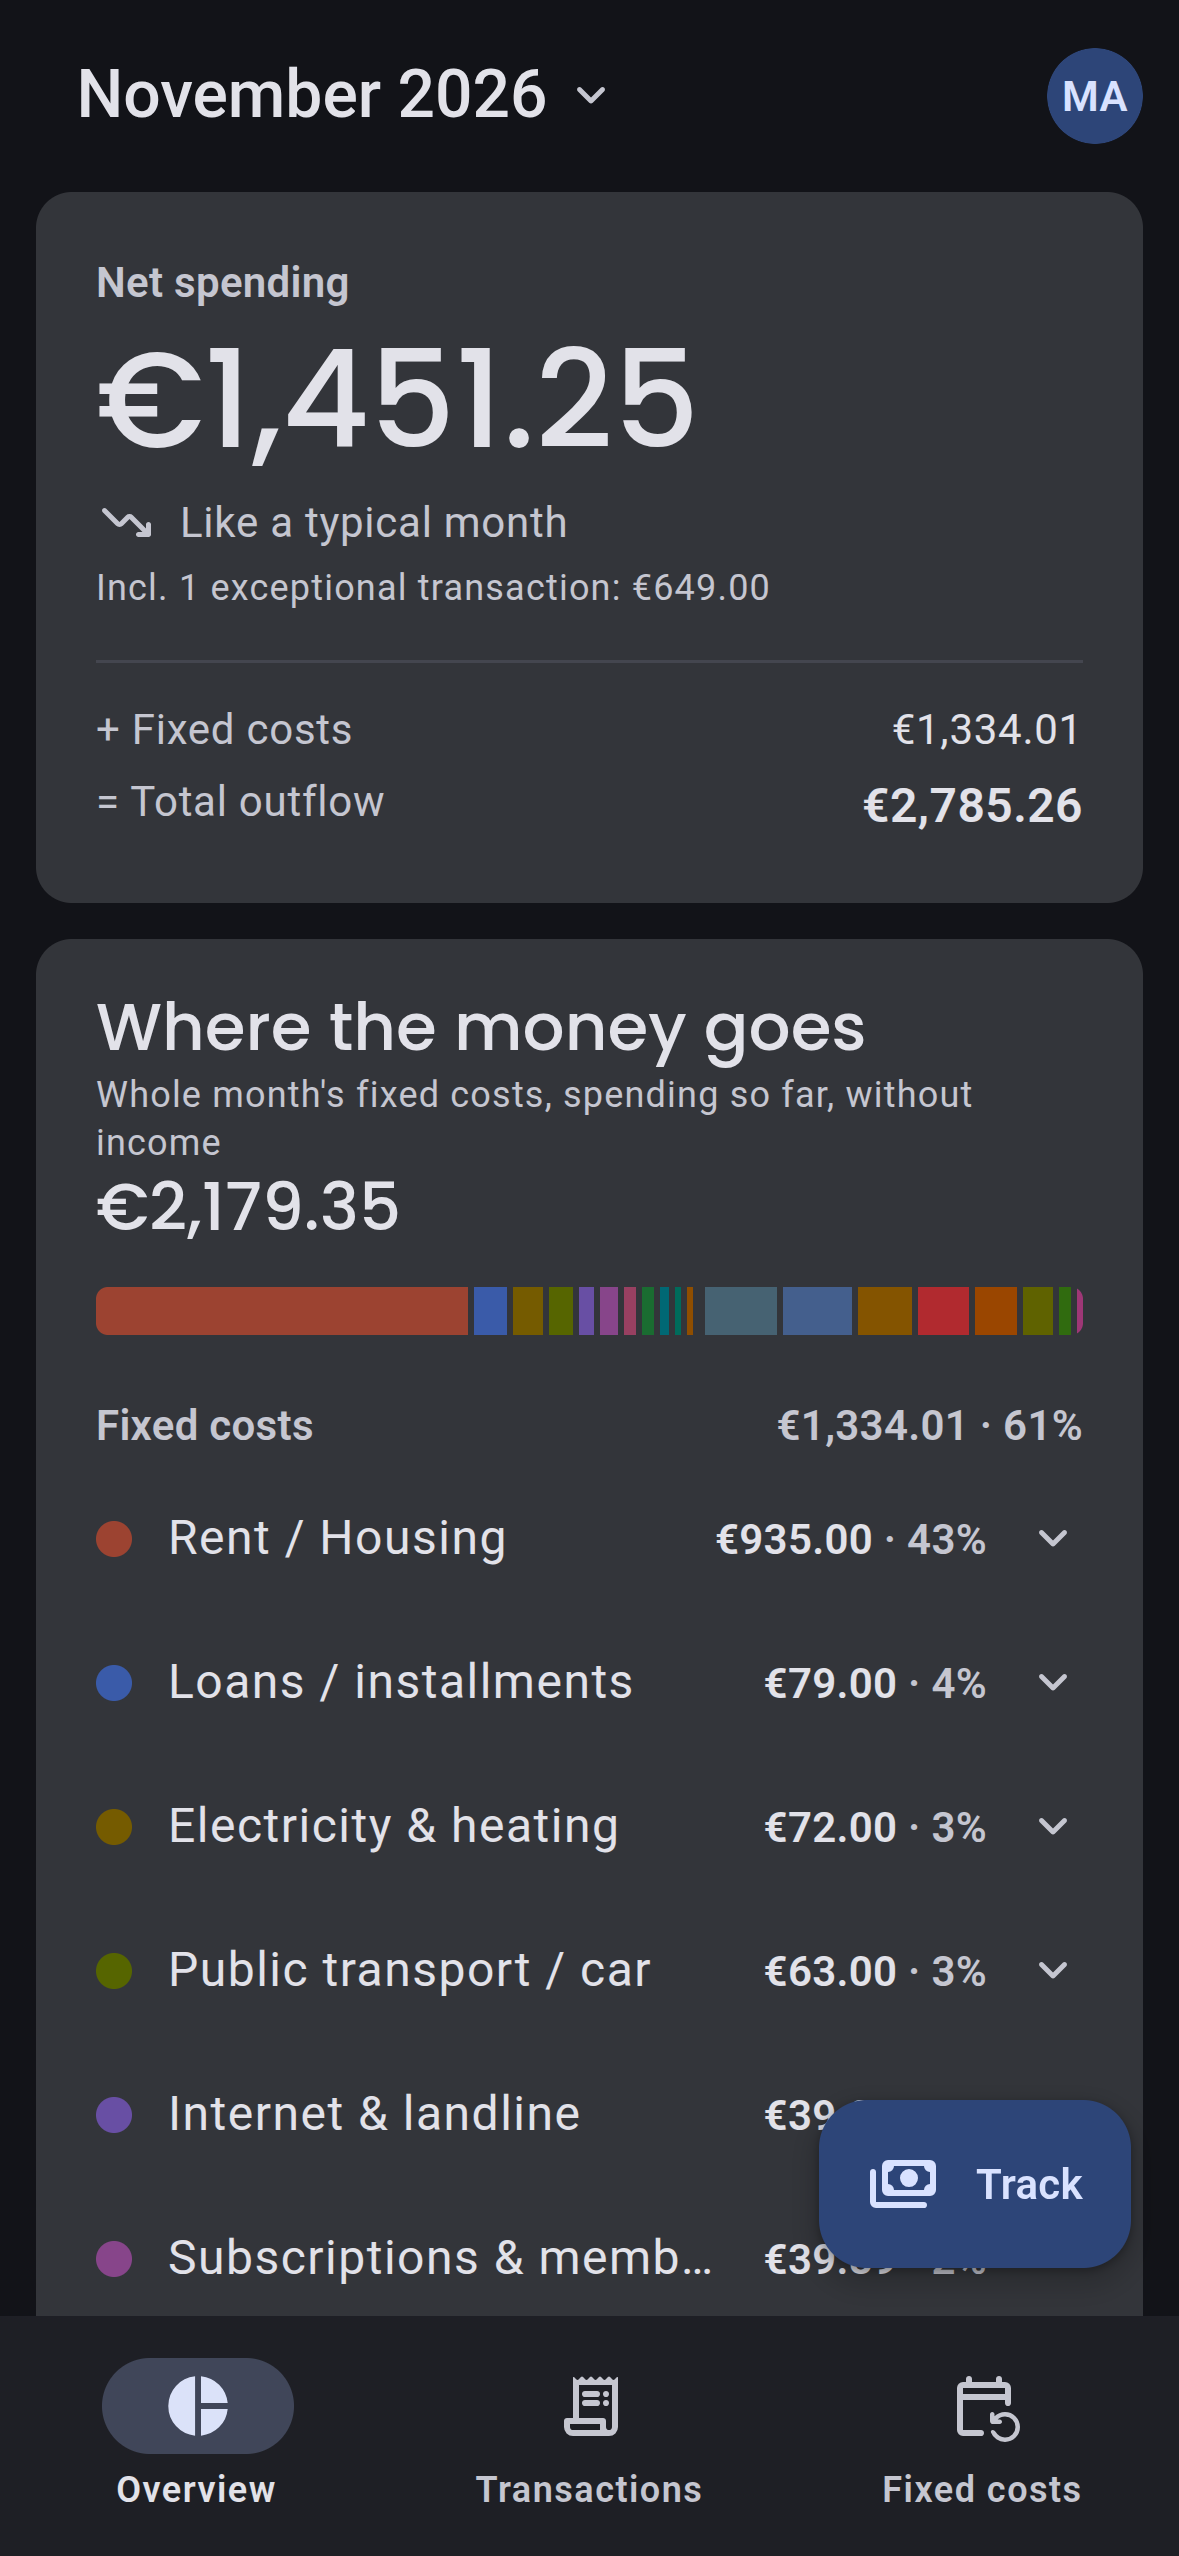 November 2026
MA
Net spending
€1,451.25
Like a typical month
Incl. 1 exceptional transaction: €649.00
+ Fixed costs €1,334.01
= Total outflow €2,785.26
Where the money goes
Whole month's fixed costs, spending so far, without
income
€2,179.35
Fixed costs €1,334.01 · 61%
Rent / Housing €935.00 · 43%
Loans / installments €79.00 · 4%
Electricity & heating €72.00 · 3%
Public transport / car €63.00 · 3%
Internet & landline €39
Track
Subscriptions & memb… €39.
Overview
Transactions
Fixed costs